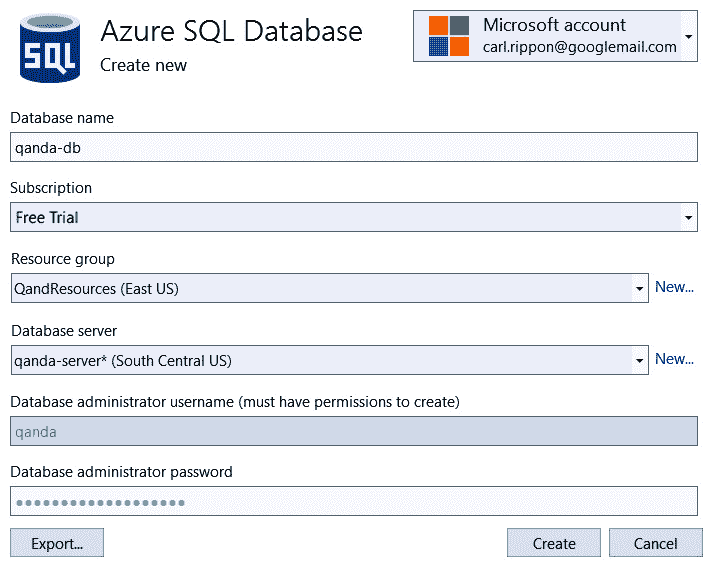 SQL
Azure SQL Database
Create new
Microsoft account
carl.rippon@googlemail.com
Database name
qanda-db
Subscription
Free Trial
Resource group
QandResources (East US)
New...
Database server
qanda-server* (South Central US)
New...
Database administrator username (must have permissions to create)
qanda
Database administrator password
●●●●●●●●●●●●●●●●●●●
Export...
Create
Cancel